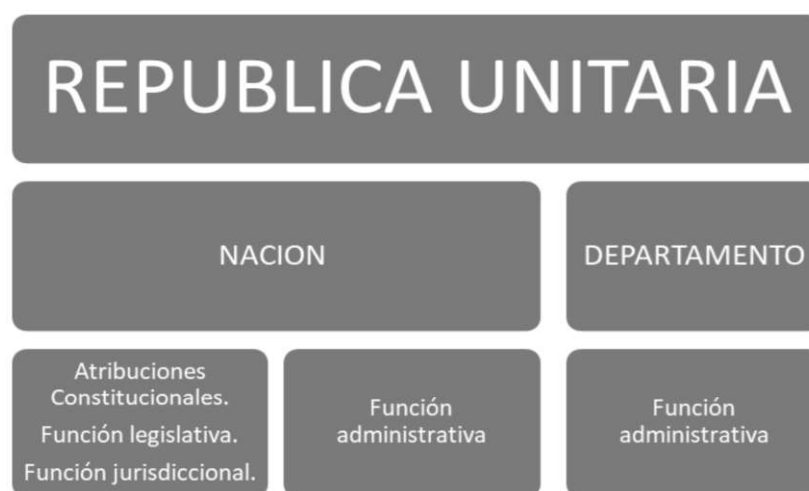 REPUBLICA UNITARIA
NACION
DEPARTAMENTO
Atribuciones
Constitucionales.
Función legislativa.
Función jurisdiccional.
Función
administrativa
Función
administrativa